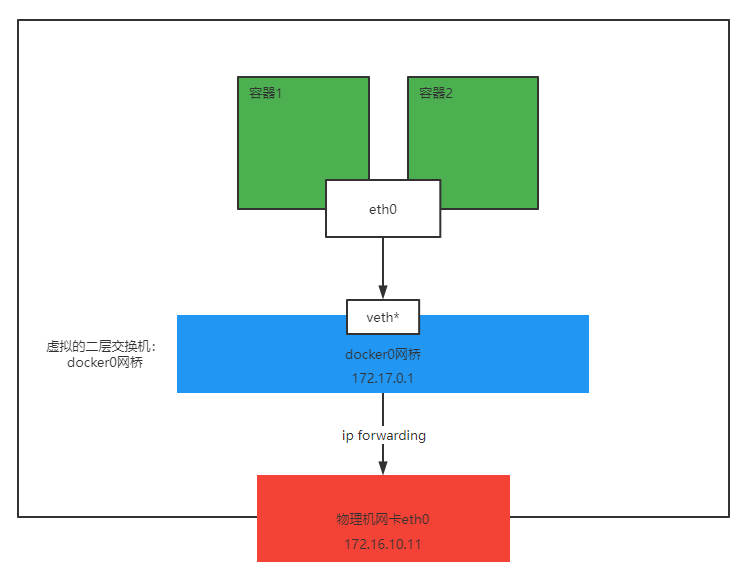 容器1
容器2
eth0
veth*
虚拟的二层交换机：
docker0网桥
docker0网桥
172.17.0.1
ip forwarding
物理机网卡eth0
172.16.10.11